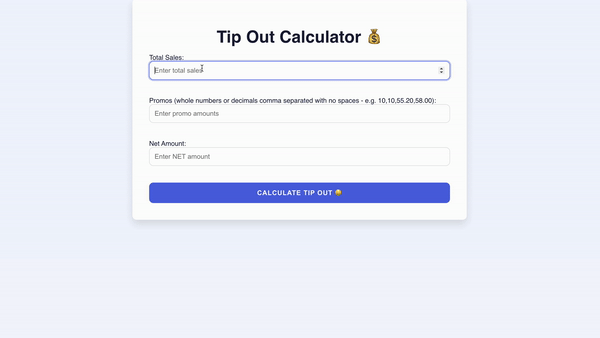 Tip Out Calculator 💰
Total Sales:
Enter total sales
Promos (whole numbers or decimals comma separated with no spaces - e.g. 10,10,55.20,58.00):
Enter promo amounts
Net Amount:
Enter NET amount
CALCULATE TIP OUT 🤑